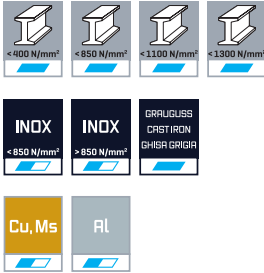 <400 N/mm² <850 N/mm² <1100 N/mm² <1300 N/mm²
INOX INOX GRAUGUSS
CAST IRON
GHISA GRIGIA
<850 N/mm² >850 N/mm²
Cu, Ms Al